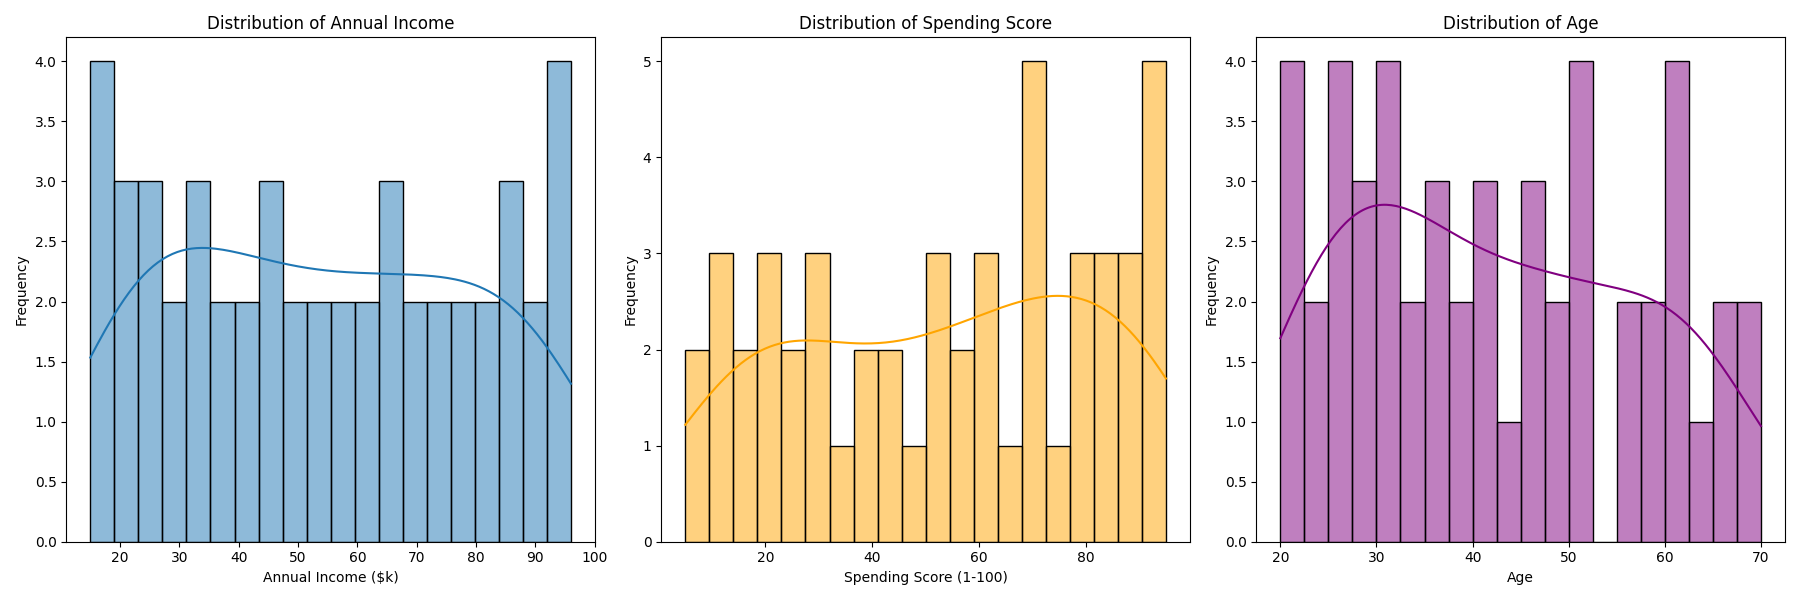 Distribution of Annual Income
4.0
3.5
3.0
2.5
2.0
1.5
1.0
0.5
0.0
Frequency
20 30 40 50 60 70 80 90 100
Annual Income ($k)
Distribution of Spending Score
5
4
3
2
1
0
Frequency
20 40 60 80
Spending Score (1-100)
Distribution of Age
4.0
3.5
3.0
2.5
2.0
1.5
1.0
0.5
0.0
Frequency
20 30 40 50 60 70
Age